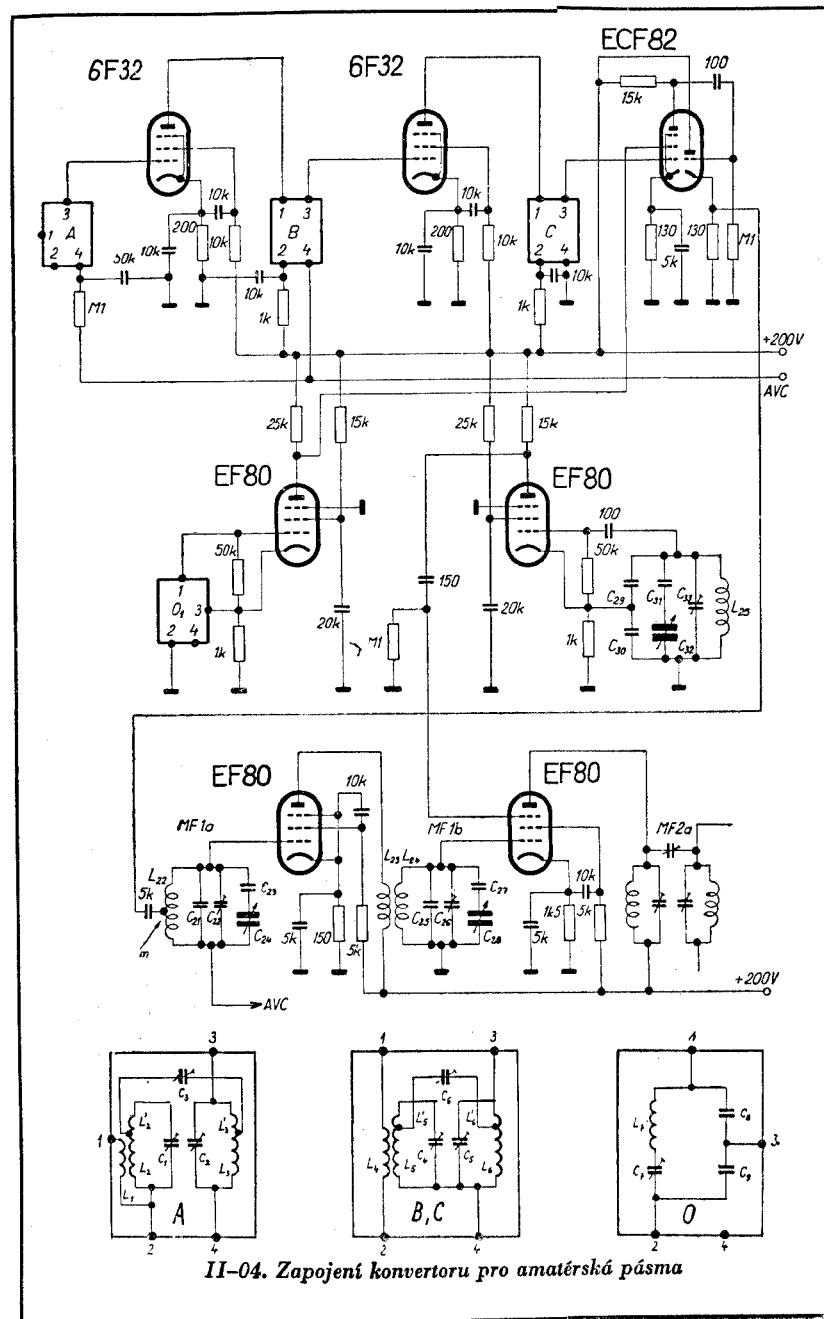 6F32
6F32
ECF82
15k
100
3
1 A
2 4
M1
50k
10k
200
10k
10k
10k
1 3
B
2 4
1k
10k
200
10k
10k
1 3
C
2 4
10k
1k
130
5k
130
M1
+200V
AVC
25k
15k
25k
15k
EF80
EF80
50k
1
O₁ 3
2 4
1k
20k
M1
150
20k
100
50k
1k
C₂₉
C₃₀
C₃₁
C₃₂
C₃₃
L₂₅
EF80
EF80
MF1a
10k
L₂₂
5k
m
C₂₁
C₂₂
C₂₃
C₂₄
5k
150
5k
L₂₃
L₂₄
MF1b
C₂₅
C₂₆
C₂₇
C₂₈
5k
1k5
10k
5k
MF2a
AVC
+200V
3
C₃
1
L'₂
L₂
L₁
C₁
C₂
L'₃
L₃
A
2 4
1 3
C₆
L₄
L'₅
L₅
C₄
C₅
L'₆
L₆
B, C
2 4
1
L₇
C₇
C₈
C₉
3
O
2 4
II–04. Zapojení konvertoru pro amatérská pásma